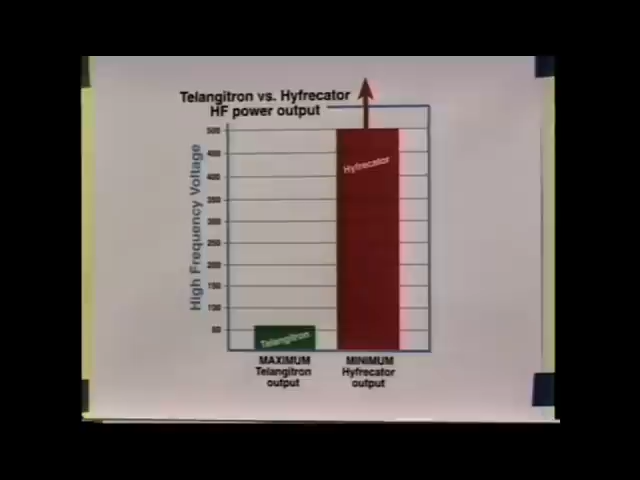 Telangitron vs. Hyfrecator
HF power output
High Frequency Voltage
500
450
400
350
300
250
200
150
100
50
Hyfrecator
Telangitron
MAXIMUM
Telangitron
output
MINIMUM
Hyfrecator
output